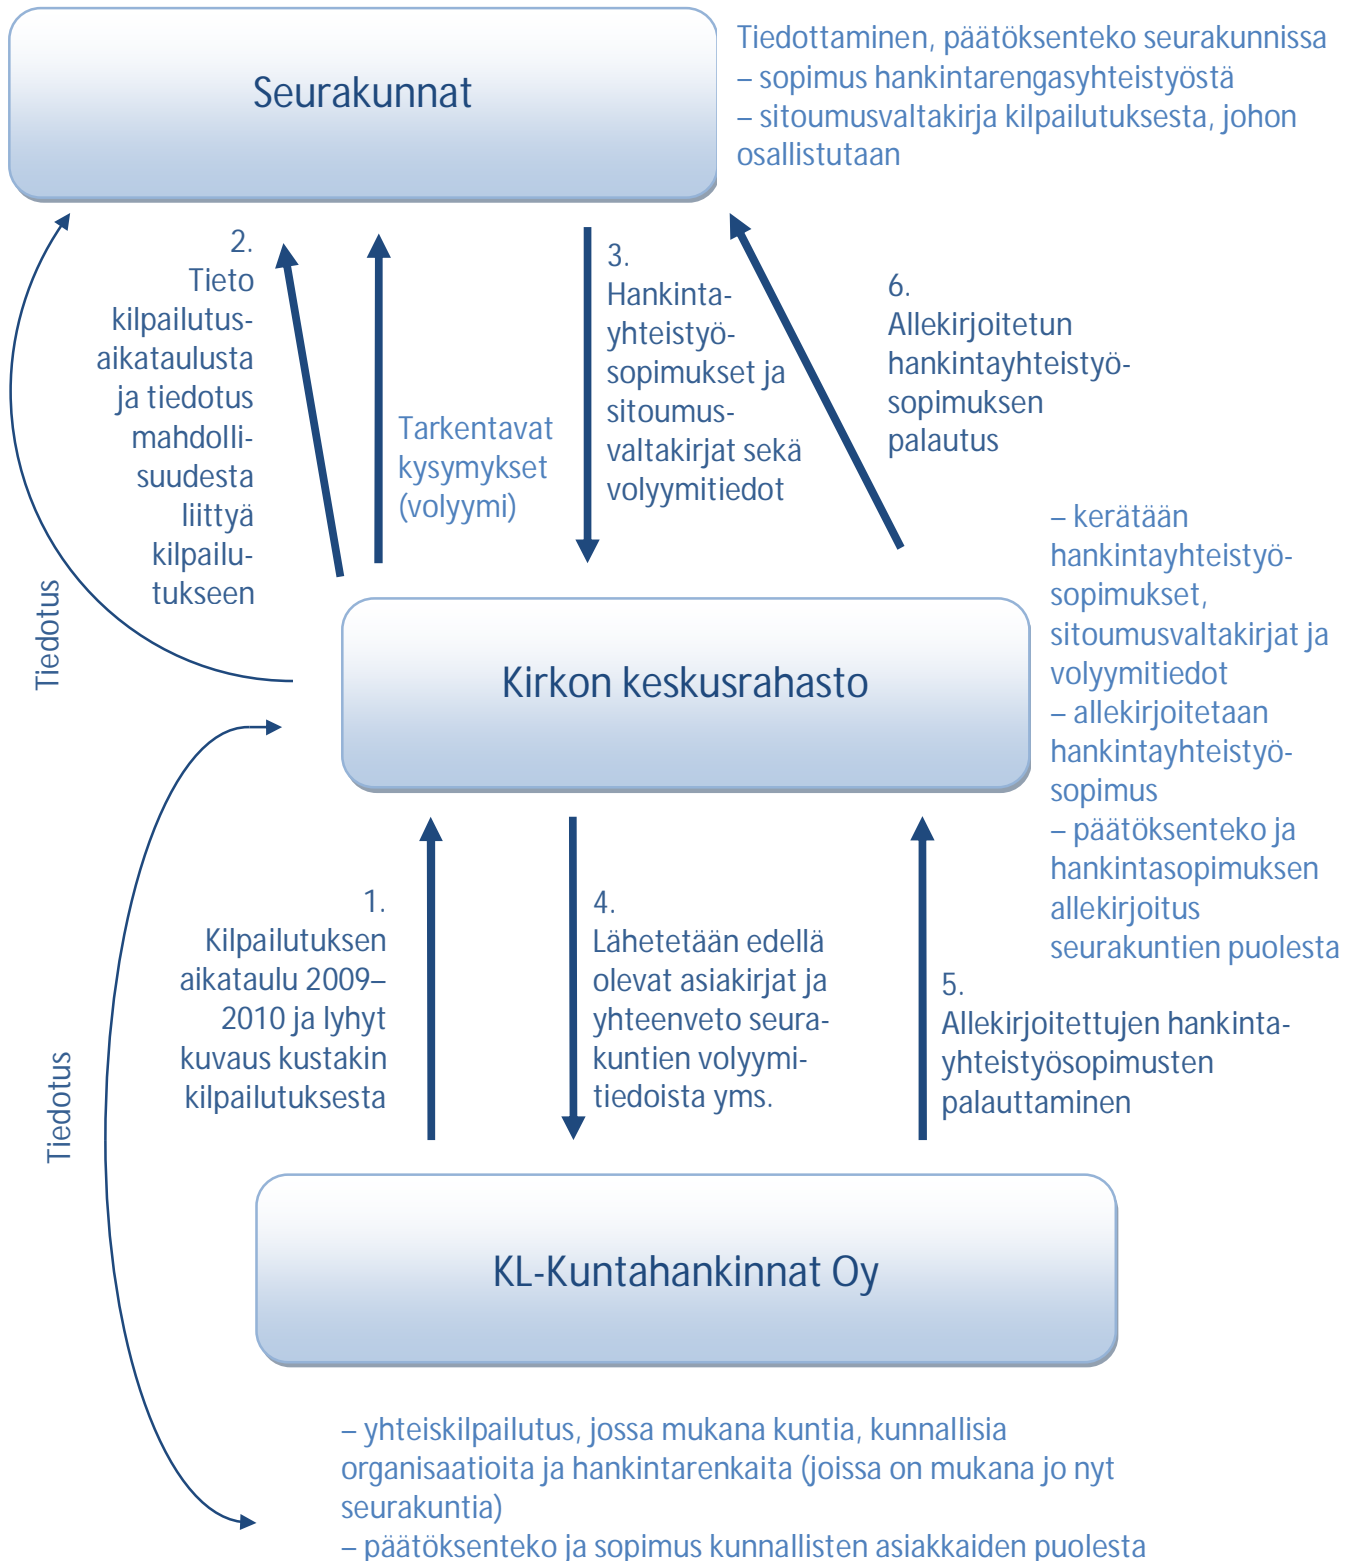 Seurakunnat
Tiedottaminen, päätöksenteko seurakunnissa
– sopimus hankintarengasyhteistyöstä
– sitoumusvaltakirja kilpailutuksesta, johon
osallistutaan
2.
Tieto
kilpailutus-
aikataulusta
ja tiedotus
mahdolli-
suudesta
liittyä
kilpailu-
tukseen
Tarkentavat
kysymykset
(volyymi)
3.
Hankinta-
yhteistyö-
sopimukset ja
sitoumus-
valtakirjat sekä
volyymitiedot
6.
Allekirjoitetun
hankintayhteistyö-
sopimuksen
palautus
Tiedotus
Kirkon keskusrahasto
– kerätään
hankintayhteistyö-
sopimukset,
sitoumusvaltakirjat ja
volyymitiedot
– allekirjoitetaan
hankintayhteistyö-
sopimus
– päätöksenteko ja
hankintasopimuksen
allekirjoitus
seurakuntien puolesta
1.
Kilpailutuksen
aikataulu 2009–
2010 ja lyhyt
kuvaus kustakin
kilpailutuksesta
4.
Lähetetään edellä
olevat asiakirjat ja
yhteenveto seura-
kuntien volyymi-
tiedoista yms.
5.
Allekirjoitettujen hankinta-
yhteistyösopimusten
palauttaminen
Tiedotus
KL-Kuntahankinnat Oy
– yhteiskilpailutus, jossa mukana kuntia, kunnallisia
organisaatioita ja hankintarenkaita (joissa on mukana jo nyt
seurakuntia)
– päätöksenteko ja sopimus kunnallisten asiakkaiden puolesta